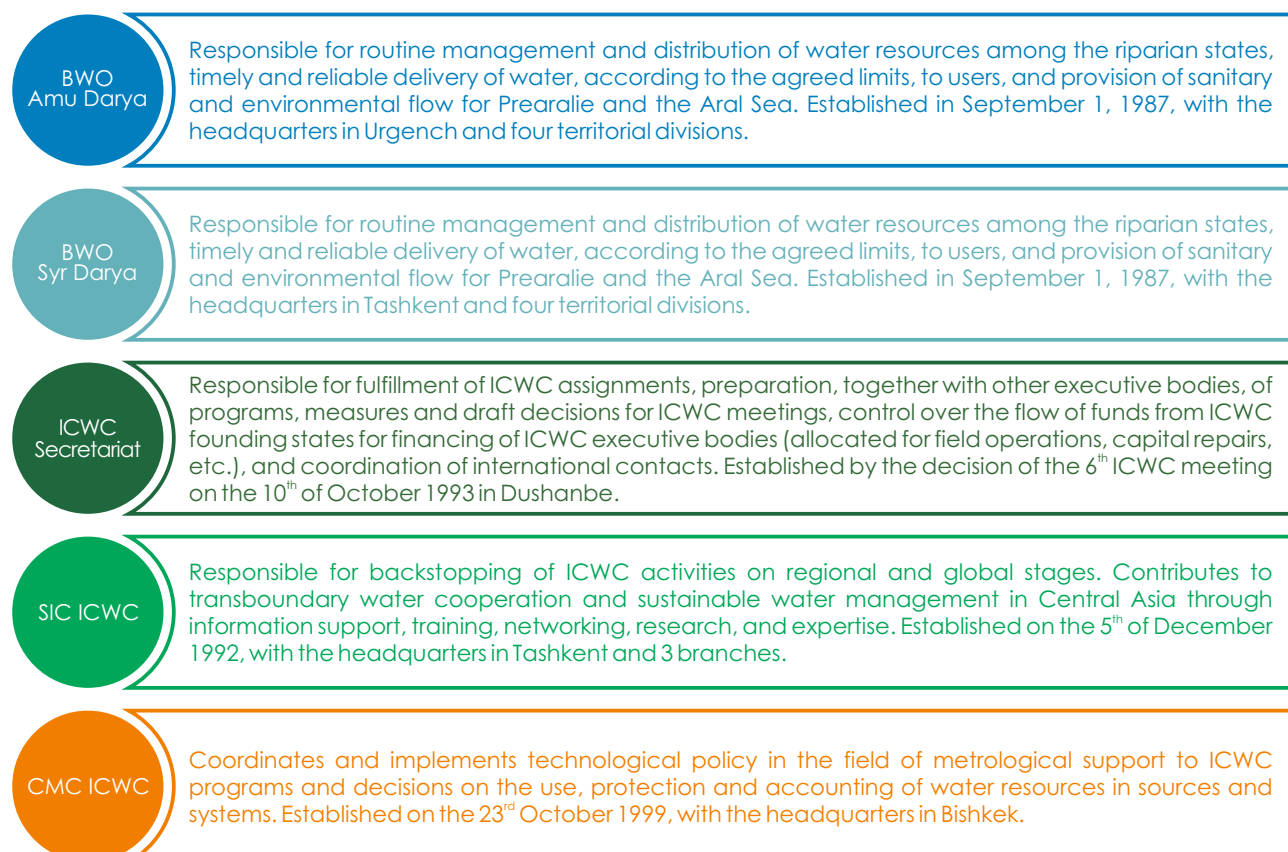 BWO
Amu Darya
Responsible for routine management and distribution of water resources among the riparian states,
timely and reliable delivery of water, according to the agreed limits, to users, and provision of sanitary
and environmental flow for Prearalie and the Aral Sea. Established in September 1, 1987, with the
headquarters in Urgench and four territorial divisions.
BWO
Syr Darya
Responsible for routine management and distribution of water resources among the riparian states,
timely and reliable delivery of water, according to the agreed limits, to users, and provision of sanitary
and environmental flow for Prearalie and the Aral Sea. Established in September 1, 1987, with the
headquarters in Tashkent and four territorial divisions.
ICWC
Secretariat
Responsible for fulfillment of ICWC assignments, preparation, together with other executive bodies, of
programs, measures and draft decisions for ICWC meetings, control over the flow of funds from ICWC
founding states for financing of ICWC executive bodies (allocated for field operations, capital repairs,
etc.), and coordination of international contacts. Established by the decision of the 6th ICWC meeting
on the 10th of October 1993 in Dushanbe.
SIC ICWC
Responsible for backstopping of ICWC activities on regional and global stages. Contributes to
transboundary water cooperation and sustainable water management in Central Asia through
information support, training, networking, research, and expertise. Established on the 5th of December
1992, with the headquarters in Tashkent and 3 branches.
CMC ICWC
Coordinates and implements technological policy in the field of metrological support to ICWC
programs and decisions on the use, protection and accounting of water resources in sources and
systems. Established on the 23rd October 1999, with the headquarters in Bishkek.